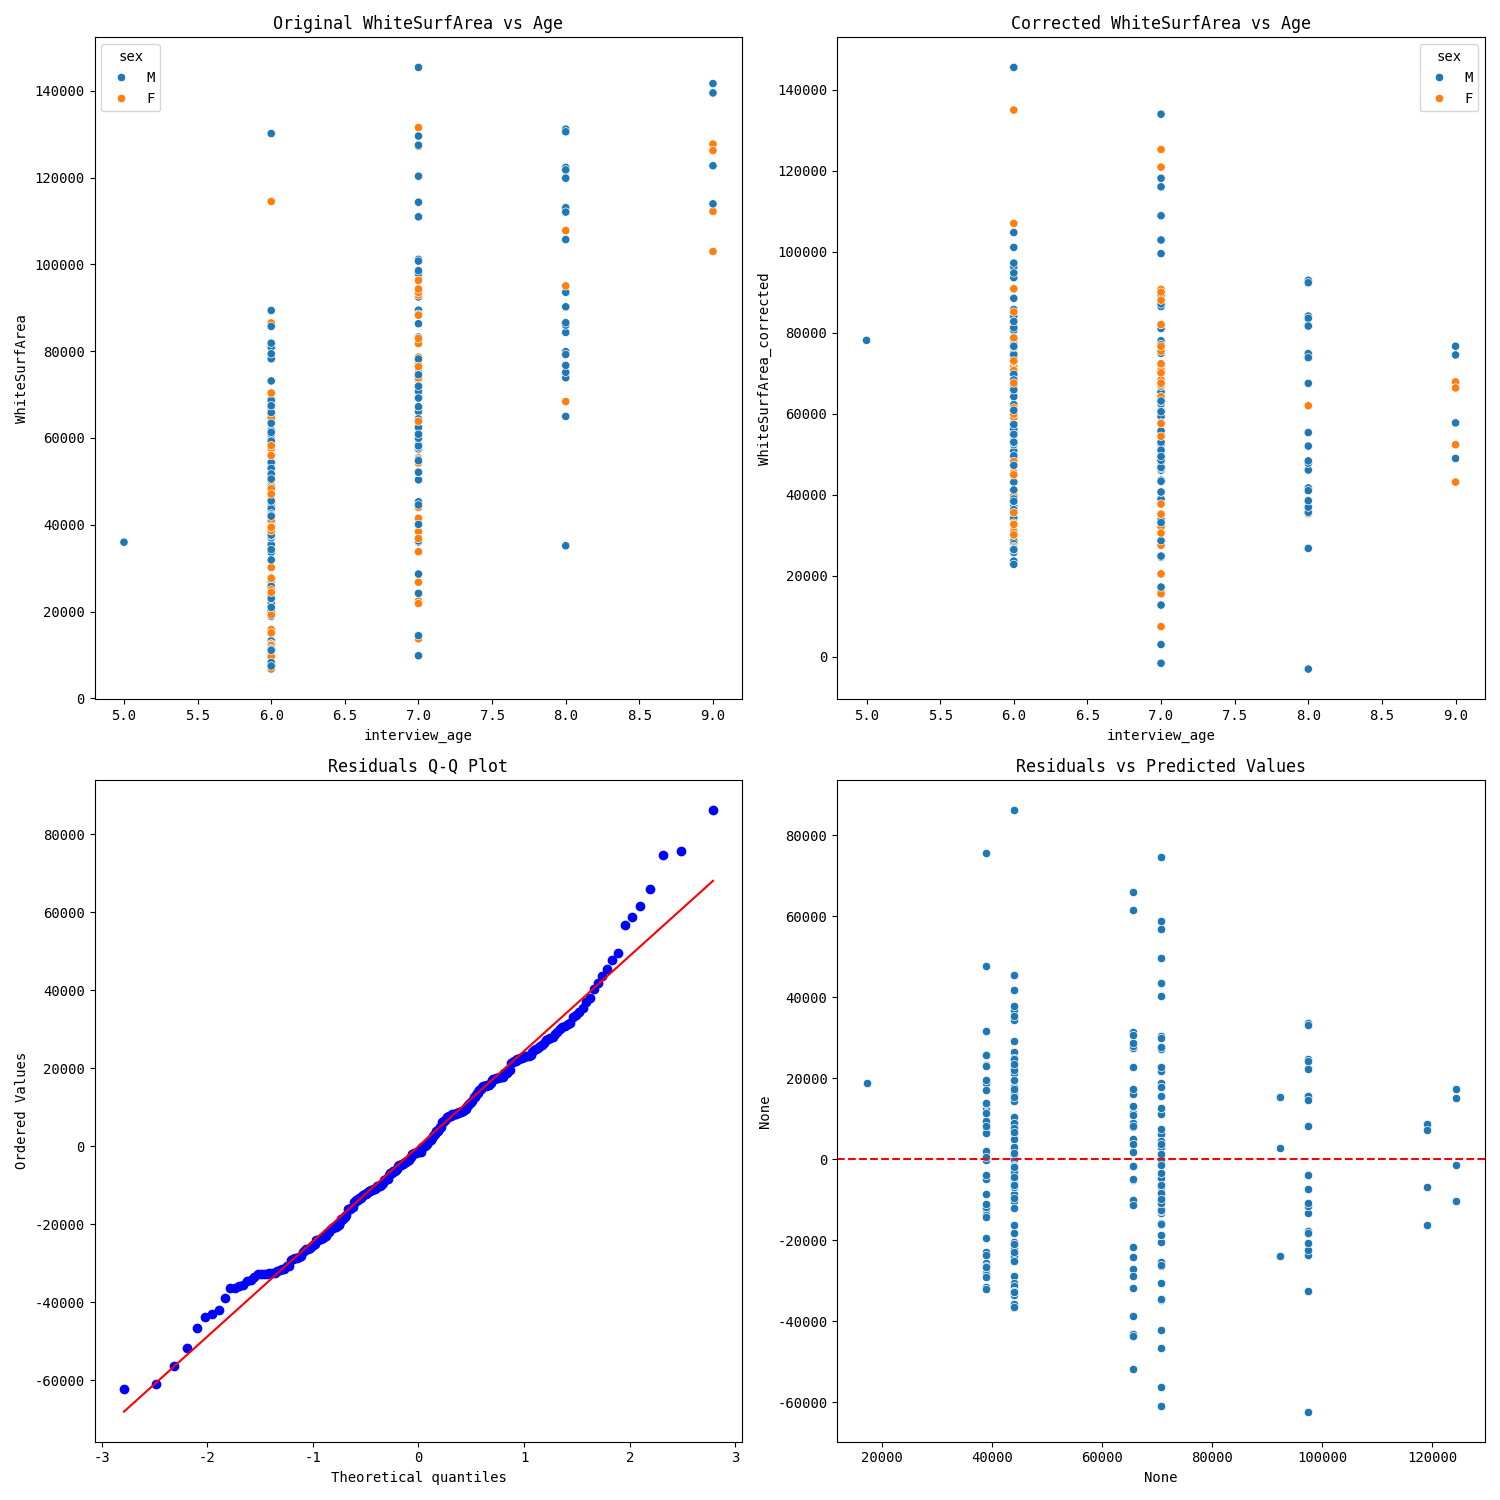 Original WhiteSurfArea vs Age
sex
M
F
WhiteSurfArea
140000
120000
100000
80000
60000
40000
20000
0
5.0 5.5 6.0 6.5 7.0 7.5 8.0 8.5 9.0
interview_age
Corrected WhiteSurfArea vs Age
sex
M
F
WhiteSurfArea_corrected
140000
120000
100000
80000
60000
40000
20000
0
5.0 5.5 6.0 6.5 7.0 7.5 8.0 8.5 9.0
interview_age
Residuals Q-Q Plot
Ordered Values
80000
60000
40000
20000
0
-20000
-40000
-60000
-3 -2 -1 0 1 2 3
Theoretical quantiles
Residuals vs Predicted Values
None
80000
60000
40000
20000
0
-20000
-40000
-60000
20000 40000 60000 80000 100000 120000
None